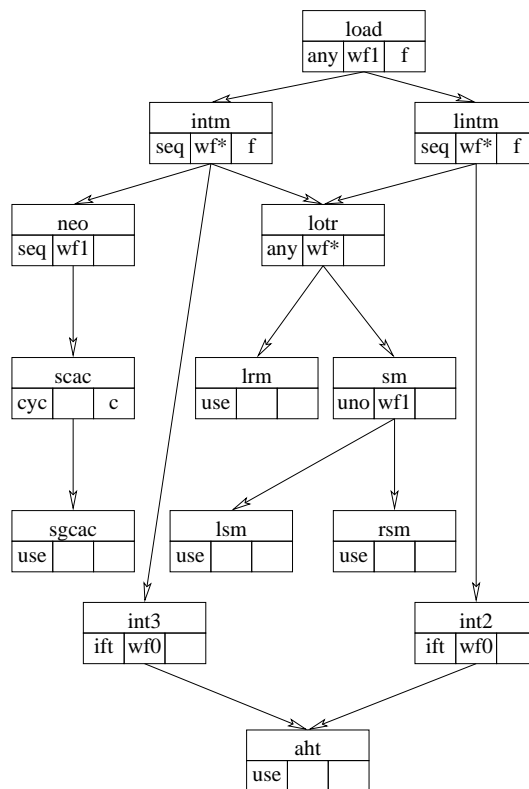 load
any wf1 f
intm lintm
seq wf* f seq wf* f
neo lotr
seq wf1 any wf*
scac lrm sm
cyc c use uno wf1
sgcac lsm rsm
use use use
int3 int2
ift wf0 ift wf0
aht
use